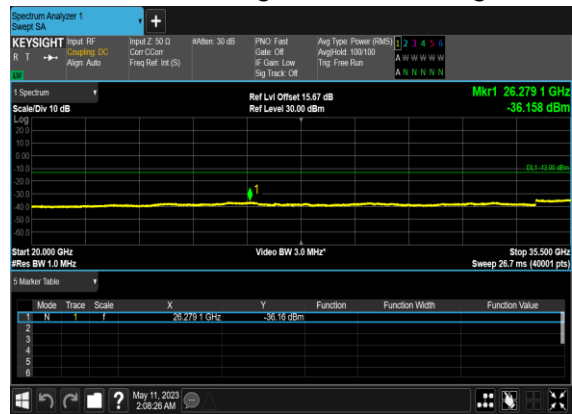 Spectrum Analyzer 1
Swept SA
+
KEYSIGHT Input: RF Input Z: 50 Ω #Atten: 30 dB PNO: Fast Avg Type: Power (RMS) 1 2 3 4 5 6
R T Coupling: DC Corr CCorr Gate: Off Avg|Hold: 100/100 A W W W W W
Align: Auto Freq Ref: Int (S) IF Gain: Low Trig: Free Run
LXI Sig Track: Off A N N N N N
1 Spectrum Ref Lvl Offset 15.67 dB Mkr1 26.279 1 GHz
Scale/Div 10 dB Ref Level 30.00 dBm -36.158 dBm
Log
20.0
10.0
0.00
-10.0 DL1 -13.00 dBm
-20.0
-30.0 1
-40.0
-50.0
-60.0
Start 20.000 GHz Video BW 3.0 MHz* Stop 35.500 GHz
#Res BW 1.0 MHz Sweep 26.7 ms (40001 pts)
5 Marker Table
Mode Trace Scale X Y Function Function Width Function Value
1 N 1 f 26.279 1 GHz -36.16 dBm
2
3
4
5
6
? May 11, 2023
2:08:26 AM